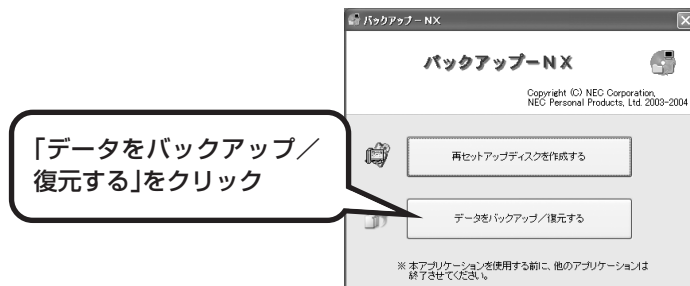 バックアップ－NX
バックアップーNX
Copyright (C) NEC Corporation,
NEC Personal Products, Ltd. 2003-2004
「データをバックアップ／
復元する」をクリック
再セットアップディスクを作成する
データをバックアップ／復元する
※ 本アプリケーションを使用する前に、他のアプリケーションは
終了させてください。